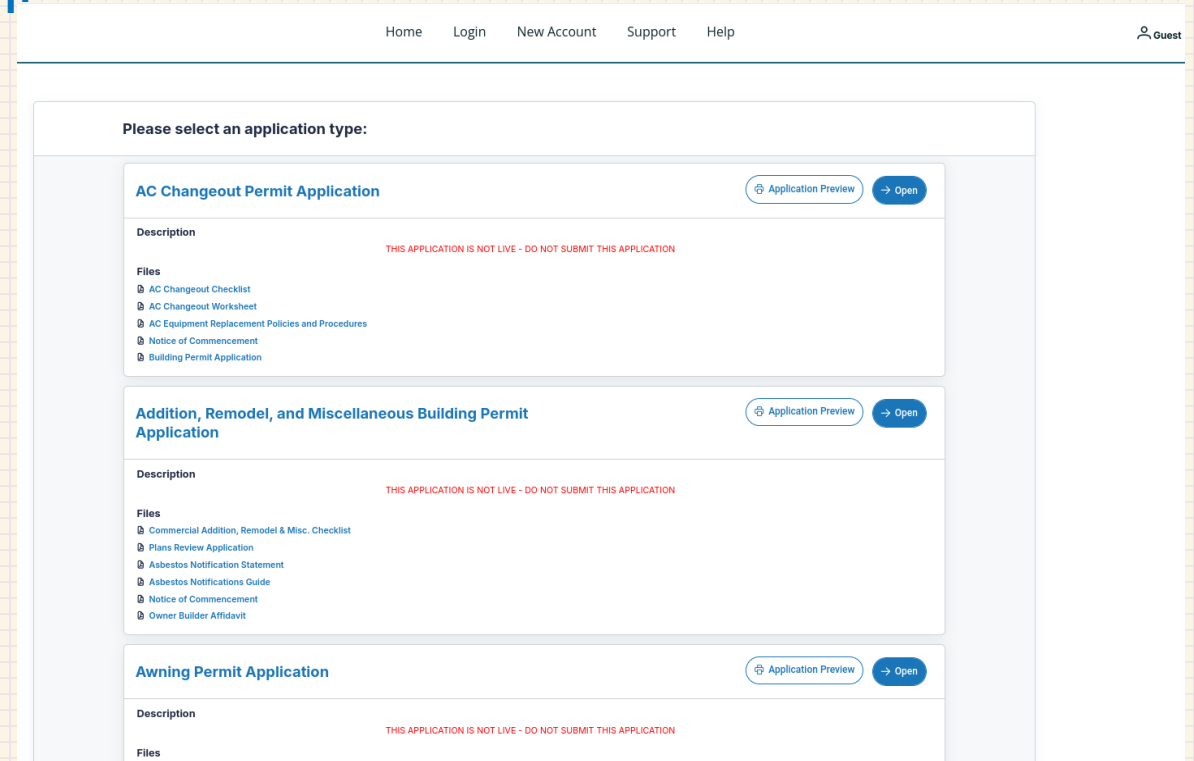 Home Login New Account Support Help Guest
Please select an application type:
AC Changeout Permit Application Application Preview Open
Description
THIS APPLICATION IS NOT LIVE - DO NOT SUBMIT THIS APPLICATION
Files
AC Changeout Checklist
AC Changeout Worksheet
AC Equipment Replacement Policies and Procedures
Notice of Commencement
Building Permit Application
Addition, Remodel, and Miscellaneous Building Permit Application Preview Open
Application
Description
THIS APPLICATION IS NOT LIVE - DO NOT SUBMIT THIS APPLICATION
Files
Commercial Addition, Remodel & Misc. Checklist
Plans Review Application
Asbestos Notification Statement
Asbestos Notifications Guide
Notice of Commencement
Owner Builder Affidavit
Awning Permit Application Application Preview Open
Description
THIS APPLICATION IS NOT LIVE - DO NOT SUBMIT THIS APPLICATION
Files